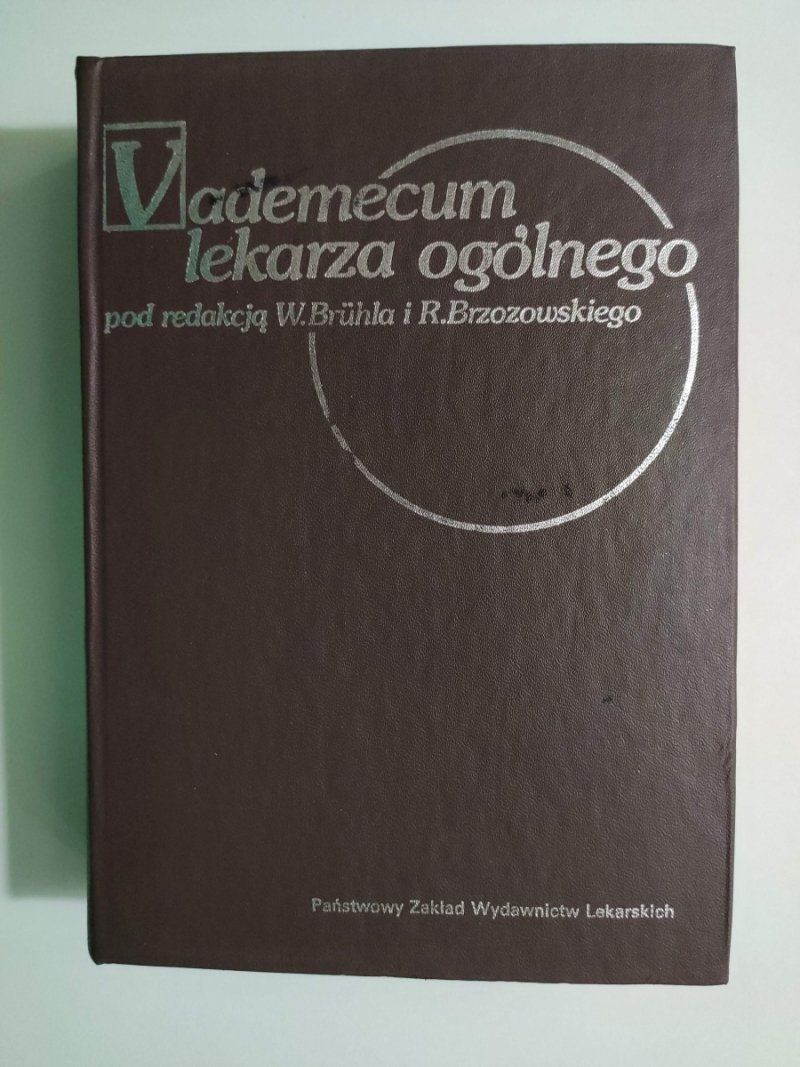 Vademecum
lekarza ogólnego
pod redakcją W.Brühla i R.Brzozowskiego
Państwowy Zakład Wydawnictw Lekarskich